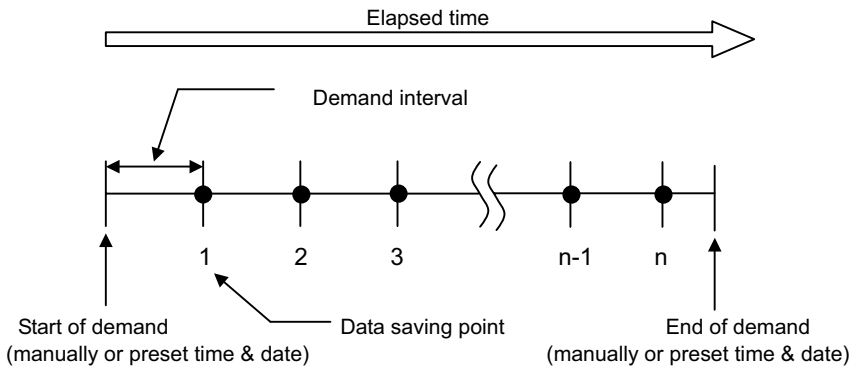 Elapsed time
Demand interval
1
2
3
n-1
n
Start of demand
(manually or preset time & date)
Data saving point
End of demand
(manually or preset time & date)